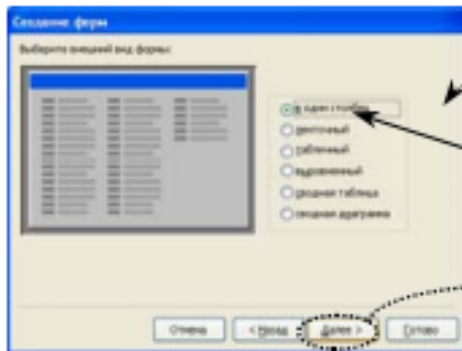 Создание форм
Выберите внешний вид формы:
в один столбец
ленточный
табличный
выровненный
сводная таблица
сводная диаграмма
Отмена
< Назад
Далее >
Готово